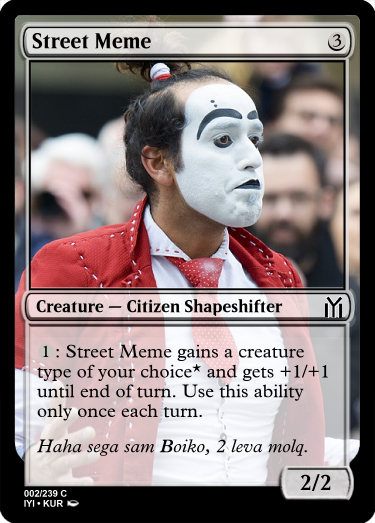 Street Meme 3
Creature — Citizen Shapeshifter
1 : Street Meme gains a creature
type of your choice* and gets +1/+1
until end of turn. Use this ability
only once each turn.
Haha sega sam Boiko, 2 leva molq.
2/2
002/239 C
IYI • KUR